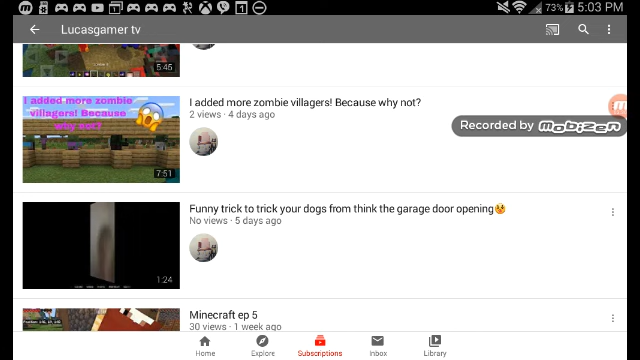 73% 5:03 PM
Lucasgamer tv
5:45
I added more zombie
villagers! Because
why not?
7:51
I added more zombie villagers! Because why not?
2 views · 4 days ago
Recorded by mobizen
Funny trick to trick your dogs from think the garage door opening
No views · 5 days ago
1:24
Minecraft ep 5
30 views · 1 week ago
Home
Explore
Subscriptions
Inbox
Library